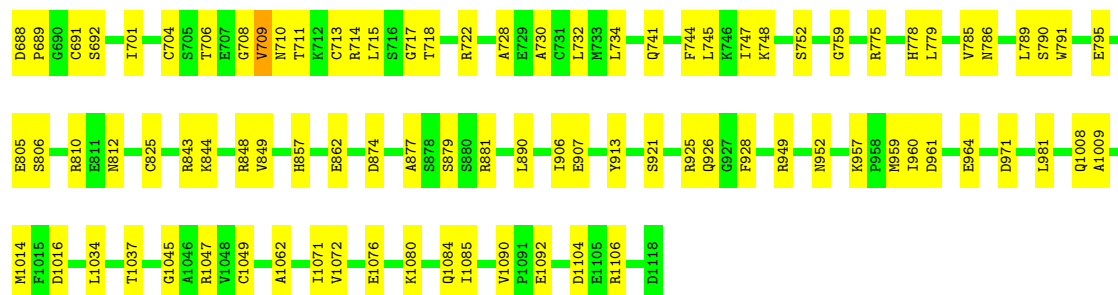 D688 P689 G690 C691 S692 I701 C704 S705 T706 E707 G708 V709 N710 T711 K712 C713 R714 L715 S716 G717 T718 R722 A728 E729 A730 C731 L732 M733 L734 Q741 F744 L745 K746 I747 K748 S752 G759 R775 H778 L779 V785 N786 L789 S790 W791 E795
E805 S806 R810 E811 N812 C825 R843 K844 R848 V849 H857 E862 D874 A877 S878 S879 S880 R881 L890 I906 E907 Y913 S921 R925 Q926 G927 F928 R949 N952 K957 P958 M959 I960 D961 E964 D971 L981 Q1008 A1009
M1014 F1015 D1016 L1034 T1037 G1045 A1046 R1047 V1048 C1049 A1062 I1071 V1072 E1076 K1080 Q1084 I1085 V1090 P1091 E1092 D1104 E1105 R1106 D1118